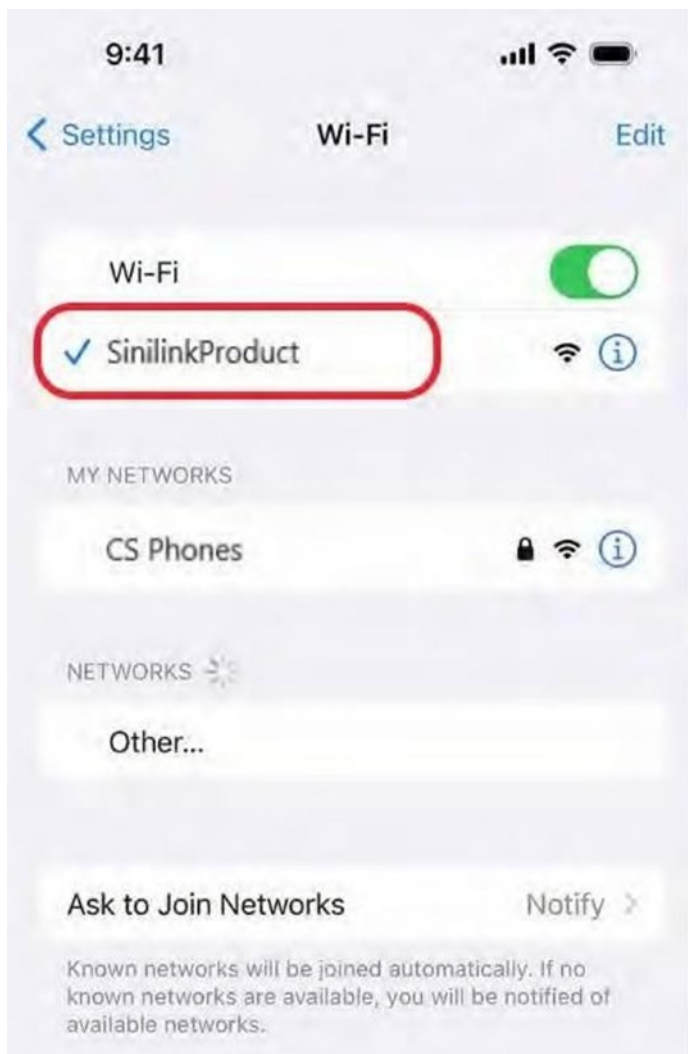 9:41
Settings Wi-Fi Edit
Wi-Fi
SinilinkProduct
MY NETWORKS
CS Phones
NETWORKS
Other...
Ask to Join Networks Notify
Known networks will be joined automatically. If no
known networks are available, you will be notified of
available networks.